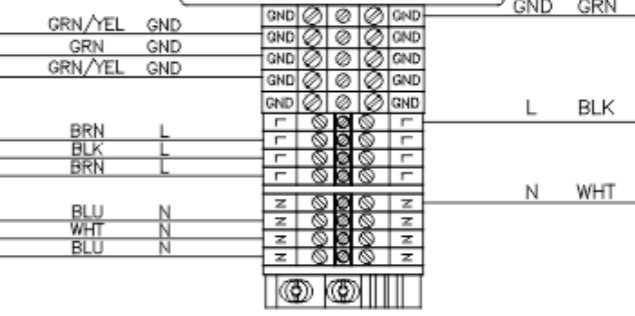 GND GRN
GND GND
GRN/YEL GND
GND GND
GRN GND
GND GND
GRN/YEL GND
GND GND
GND GND
L BLK
L L
BRN L
L L
BLK L
L L
BRN L
L L
N WHT
N N
BLU N
N N
WHT N
N N
BLU N
N N